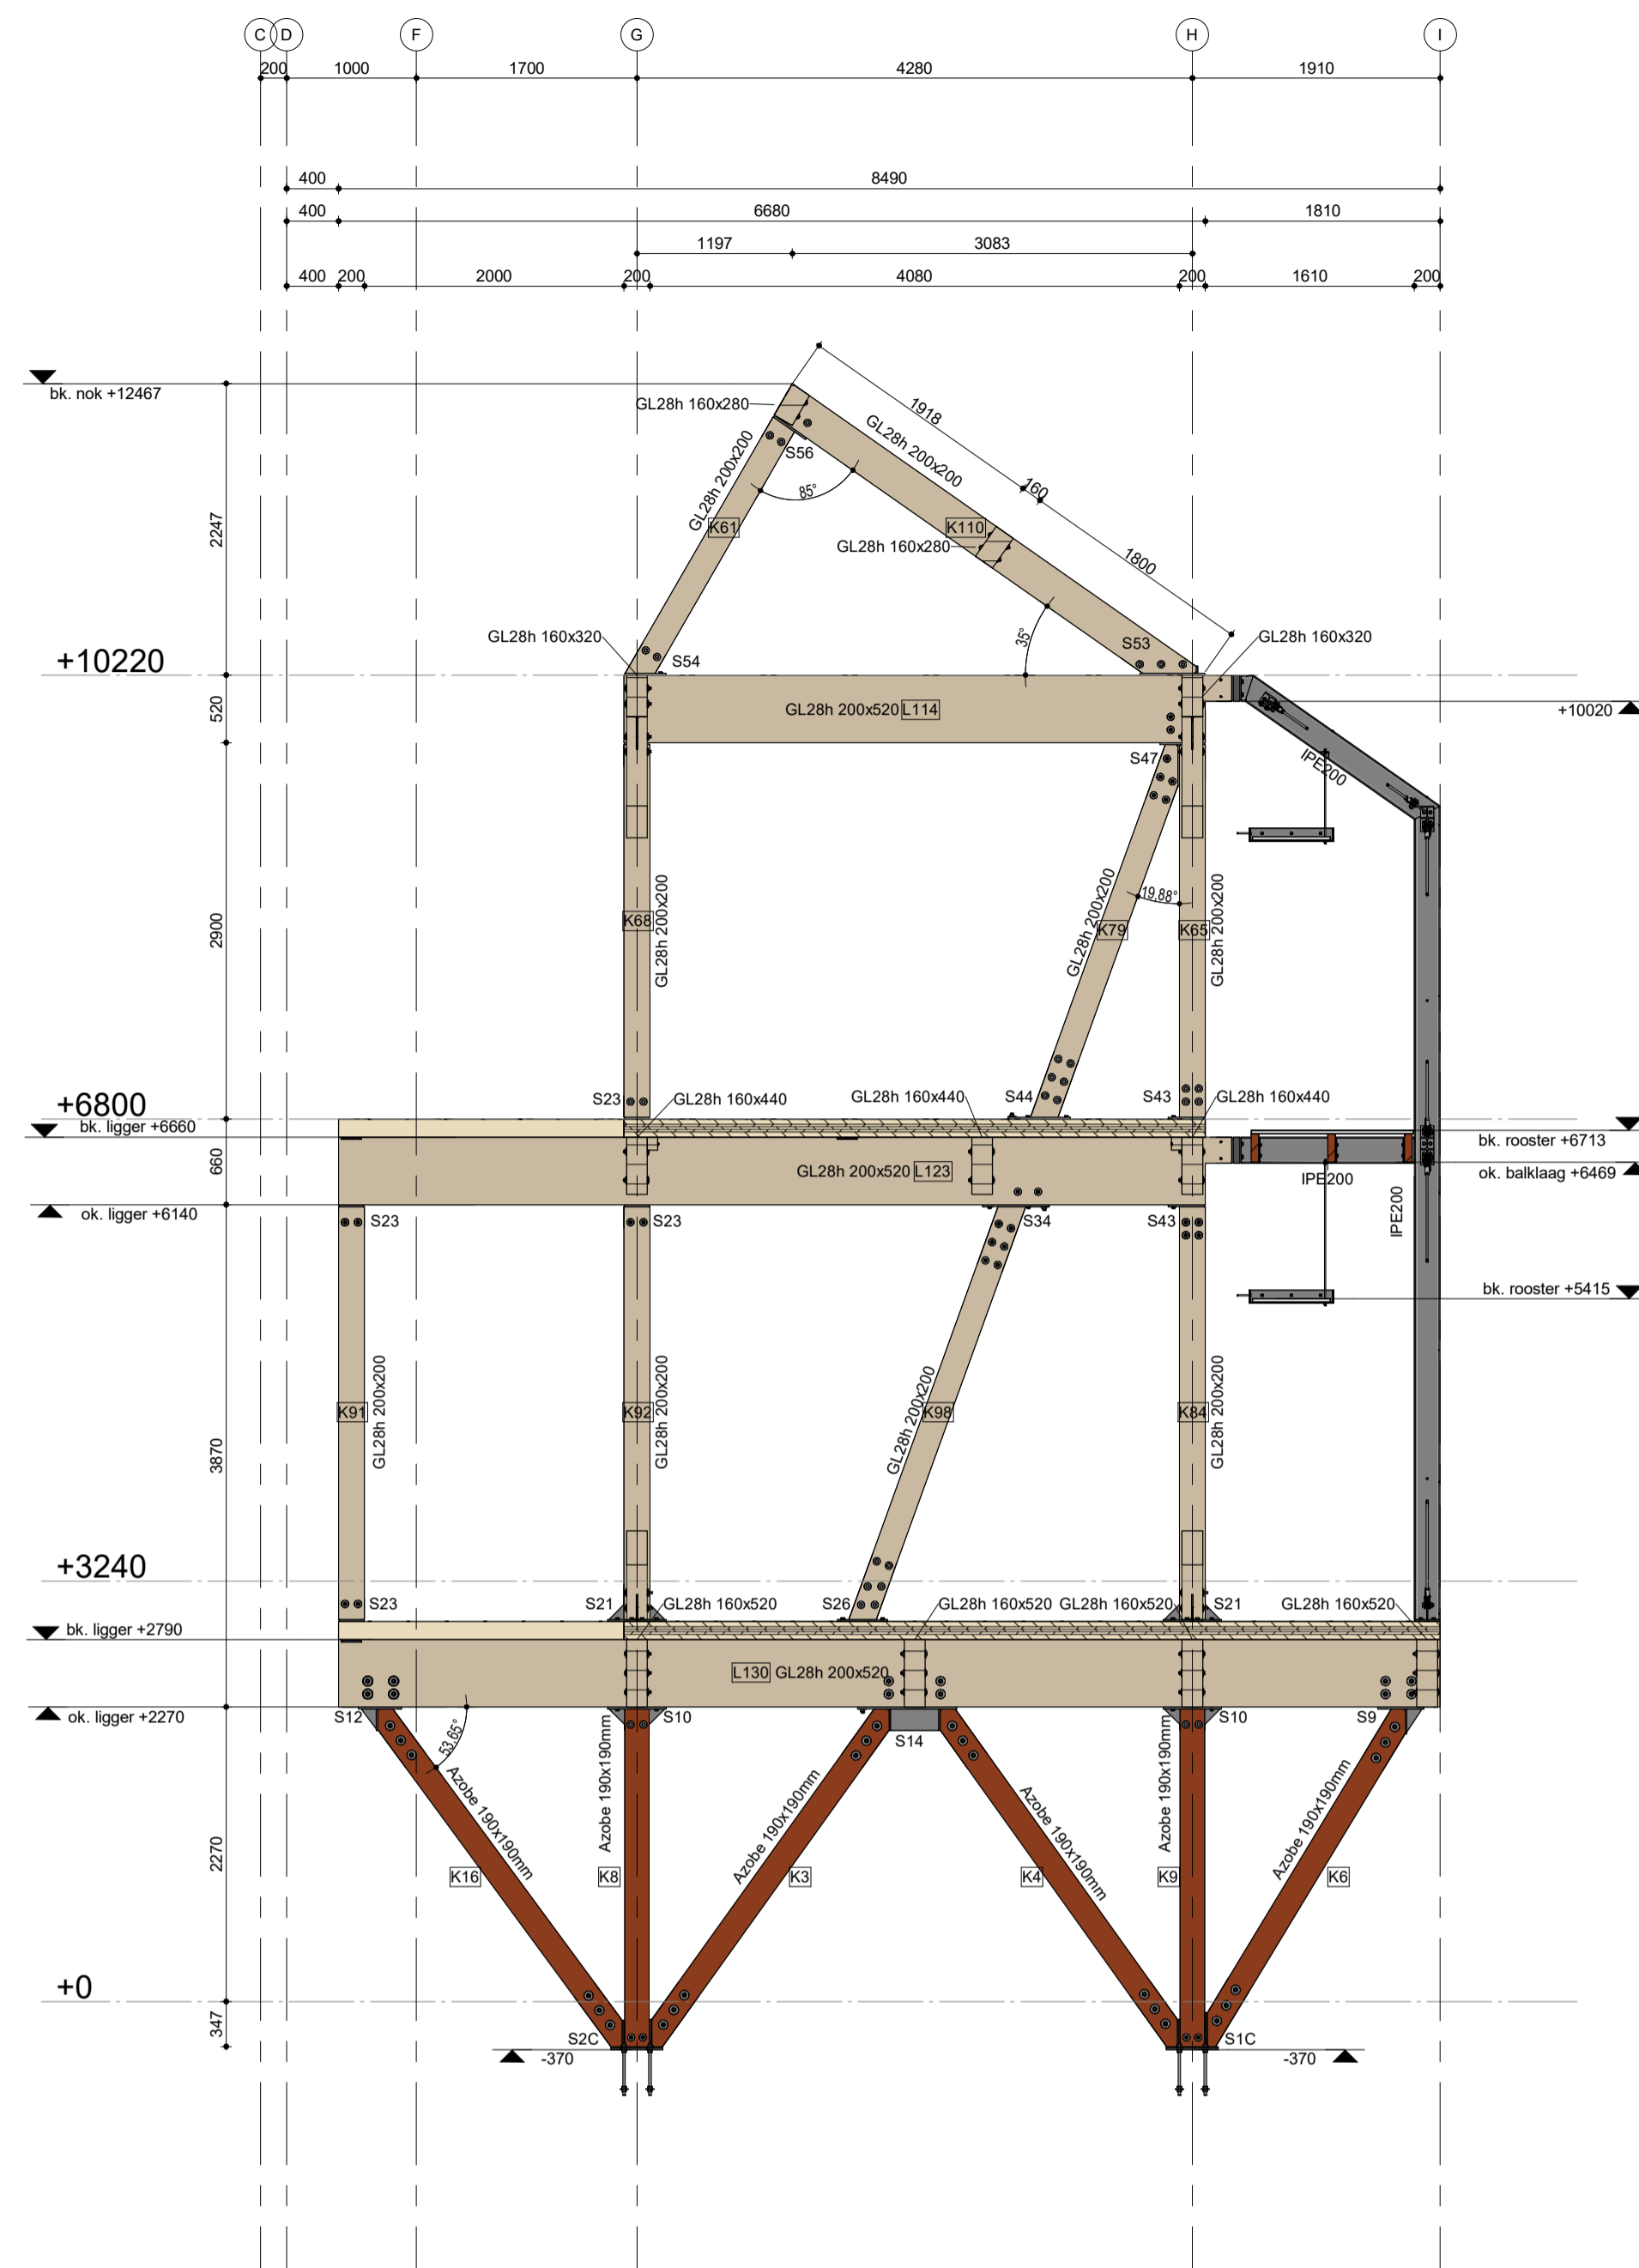 C D F G H I
200 1000 1700 4280 1910
400 8490
400 6680 1810
1197 3083
400 200 2000 200 4080 200 1610 200
bk. nok +12467
1918
GL28h 160x280
GL28h 200x200
S56
GL28h 200x200
85°
160
K61
K110
2247
GL28h 160x280
1800
35°
GL28h 160x320
S54
S53
GL28h 160x320
+10220
520
GL28h 200x520 L114
+10020
S47
IPE200
GL28h 200x200
19.88°
K68
GL28h 200x200
K79
K65
GL28h 200x200
2900
S23
GL28h 160x440
GL28h 160x440
S44
S43
GL28h 160x440
+6800
bk. ligger +6660
bk. rooster +6713
660
GL28h 200x520 L123
ok. balklaag +6469
IPE200
IPE200
ok. ligger +6140
S23
S23
S34
S43
bk. rooster +5415
K91
GL28h 200x200
K92
GL28h 200x200
GL28h 200x200
K98
K84
GL28h 200x200
3870
+3240
S23
S21
GL28h 160x520
S26
GL28h 160x520
GL28h 160x520
S21
GL28h 160x520
bk. ligger +2790
L130 GL28h 200x520
ok. ligger +2270
S12
S10
S14
S10
S9
53.65°
Azobe 190x190mm
Azobe 190x190mm
Azobe 190x190mm
Azobe 190x190mm
Azobe 190x190mm
Azobe 190x190mm
K16
K8
K3
K4
K9
K6
2270
+0
347
S2C
S1C
-370
-370